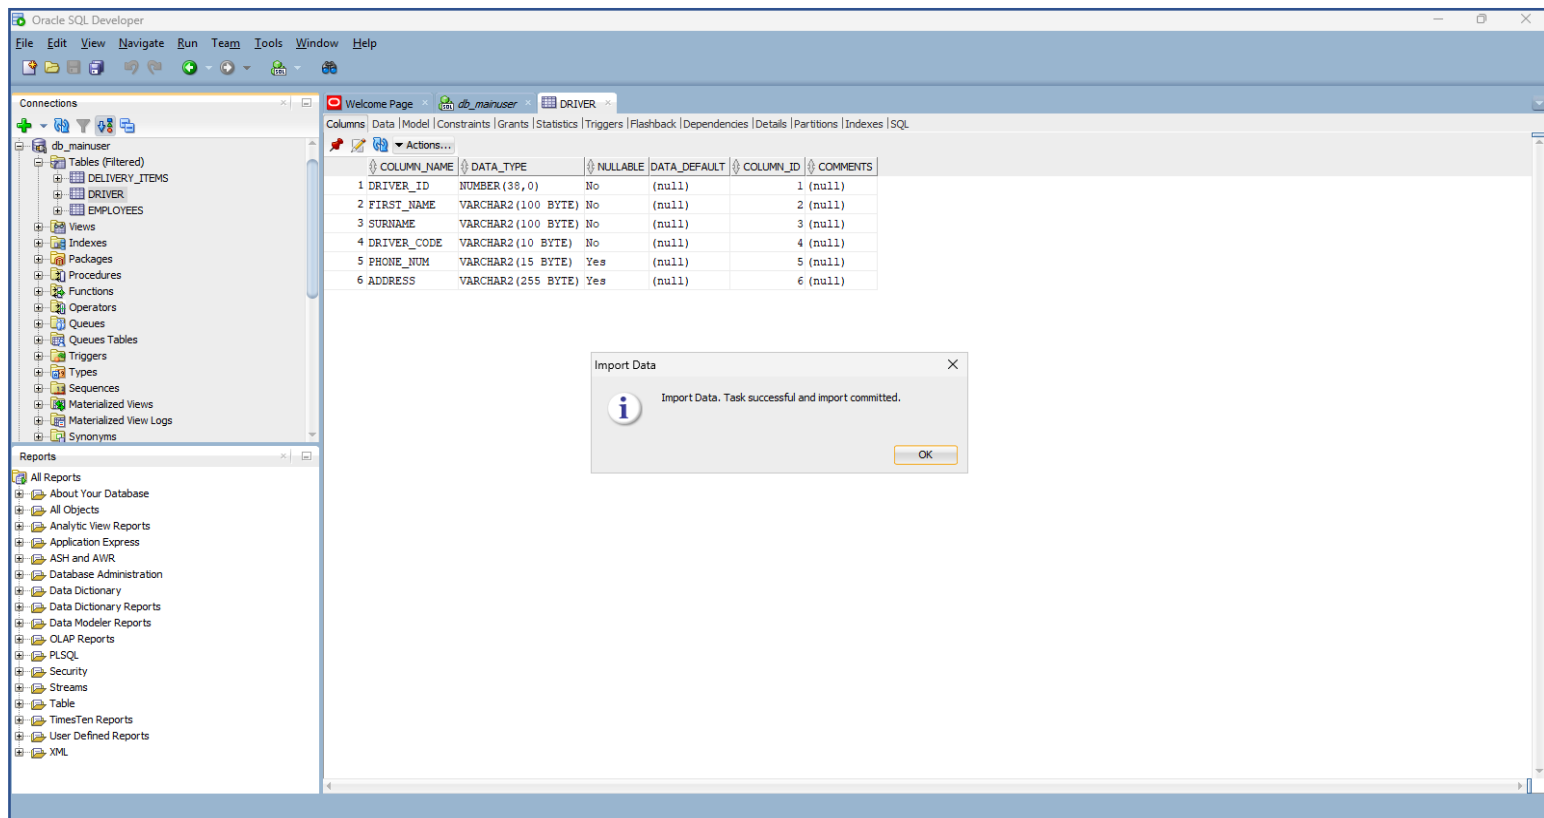 Oracle SQL Developer
File Edit View Navigate Run Team Tools Window Help
Connections
db_mainuser
Tables (Filtered)
DELIVERY_ITEMS
DRIVER
EMPLOYEES
Views
Indexes
Packages
Procedures
Functions
Operators
Queues
Queues Tables
Triggers
Types
Sequences
Materialized Views
Materialized View Logs
Synonyms
Reports
All Reports
About Your Database
All Objects
Analytic View Reports
Application Express
ASH and AWR
Database Administration
Data Dictionary
Data Dictionary Reports
Data Modeler Reports
OLAP Reports
PLSQL
Security
Streams
Table
TimesTen Reports
User Defined Reports
XML
Welcome Page db_mainuser DRIVER
Columns Data |Model |Constraints |Grants |Statistics |Triggers |Flashback |Dependencies |Details |Partitions |Indexes |SQL
Actions...
COLUMN_NAME DATA_TYPE NULLABLE DATA_DEFAULT COLUMN_ID COMMENTS
1 DRIVER_ID NUMBER(38,0) No (null) 1 (null)
2 FIRST_NAME VARCHAR2(100 BYTE) No (null) 2 (null)
3 SURNAME VARCHAR2(100 BYTE) No (null) 3 (null)
4 DRIVER_CODE VARCHAR2(10 BYTE) No (null) 4 (null)
5 PHONE_NUM VARCHAR2(15 BYTE) Yes (null) 5 (null)
6 ADDRESS VARCHAR2(255 BYTE) Yes (null) 6 (null)
Import Data
Import Data. Task successful and import committed.
OK